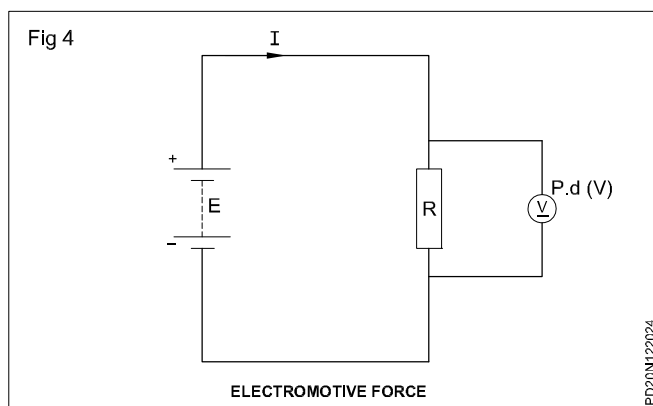 Fig 4
I
+
E
–
R
P.d (V)
V
ELECTROMOTIVE FORCE
PD20N122024